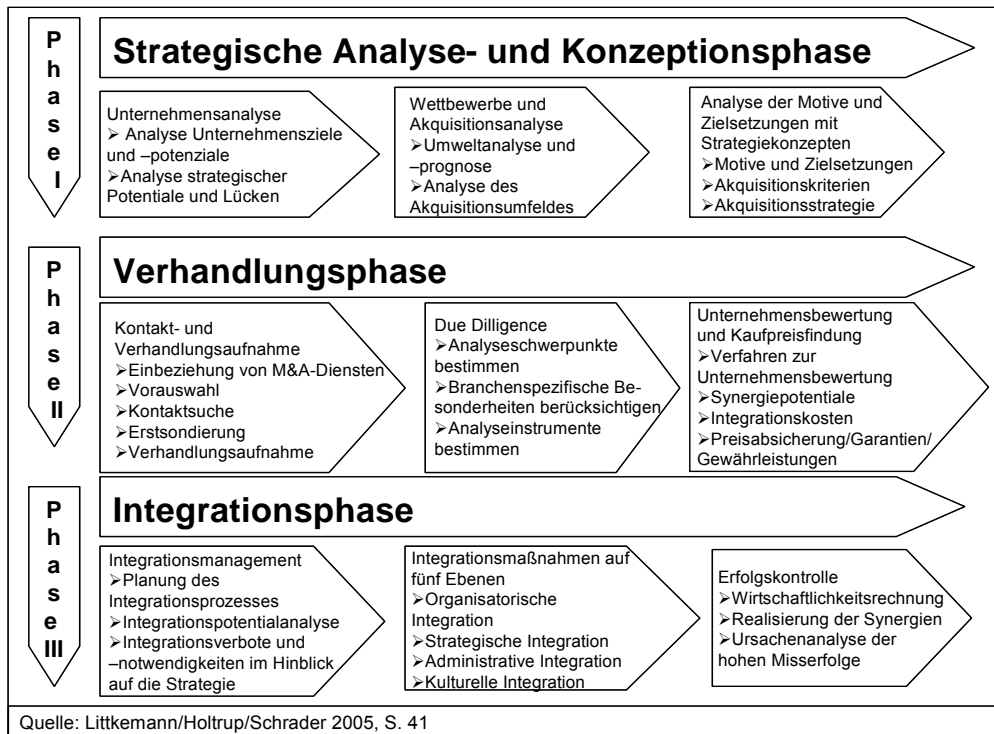 Phase I
Strategische Analyse- und Konzeptionsphase
Unternehmensanalyse
➢ Analyse Unternehmensziele
und –potenziale
➢Analyse strategischer
Potentiale und Lücken
Wettbewerbe und
Akquisitionsanalyse
➢Umweltanalyse und
–prognose
➢Analyse des
Akquisitionsumfeldes
Analyse der Motive und
Zielsetzungen mit
Strategiekonzepten
➢Motive und Zielsetzungen
➢Akquisitionskriterien
➢Akquisitionsstrategie
Phase II
Verhandlungsphase
Kontakt- und
Verhandlungsaufnahme
➢Einbeziehung von M&A-Diensten
➢Vorauswahl
➢Kontaktsuche
➢Erstsondierung
➢Verhandlungsaufnahme
Due Dilligence
➢Analyseschwerpunkte
bestimmen
➢Branchenspezifische Be-
sonderheiten berücksichtigen
➢Analyseinstrumente
bestimmen
Unternehmensbewertung
und Kaufpreisfindung
➢Verfahren zur
Unternehmensbewertung
➢Synergiepotentiale
➢Integrationskosten
➢Preisabsicherung/Garantien/
Gewährleistungen
Phase III
Integrationsphase
Integrationsmanagement
➢Planung des
Integrationsprozesses
➢Integrationspotentialanalyse
➢Integrationsverbote und
–notwendigkeiten im Hinblick
auf die Strategie
Integrationsmaßnahmen auf
fünf Ebenen
➢Organisatorische
Integration
➢Strategische Integration
➢Administrative Integration
➢Kulturelle Integration
Erfolgskontrolle
➢Wirtschaftlichkeitsrechnung
➢Realisierung der Synergien
➢Ursachenanalyse der
hohen Misserfolge
Quelle: Littkemann/Holtrup/Schrader 2005, S. 41